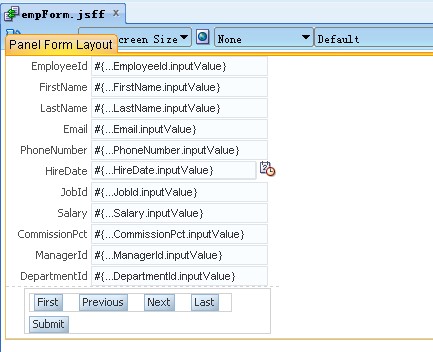 empForm.jsff
creen Size None Default
Panel Form Layout
EmployeeId #{...EmployeeId.inputValue}
FirstName #{...FirstName.inputValue}
LastName #{...LastName.inputValue}
Email #{...Email.inputValue}
PhoneNumber #{...PhoneNumber.inputValue}
HireDate #{...HireDate.inputValue}
JobId #{...JobId.inputValue}
Salary #{...Salary.inputValue}
CommissionPct #{...CommissionPct.inputValue}
ManagerId #{...ManagerId.inputValue}
DepartmentId #{...DepartmentId.inputValue}
First Previous Next Last
Submit